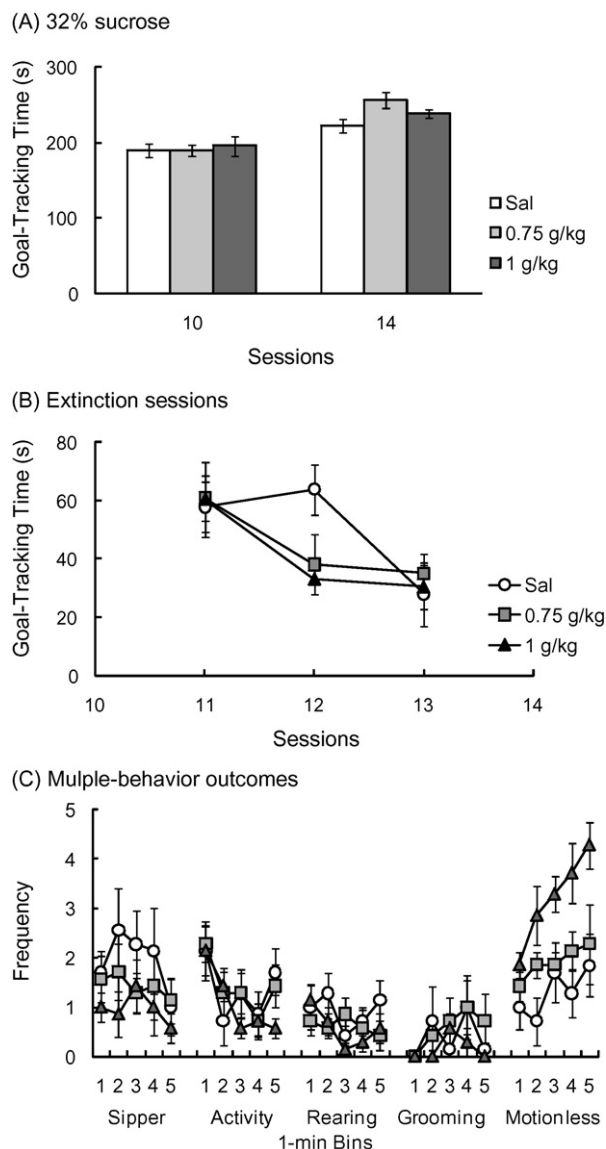 (A) 32% sucrose
Goal-Tracking Time (s)
300
200
100
0
10 14
Sessions
Sal
0.75 g/kg
1 g/kg
(B) Extinction sessions
Goal-Tracking Time (s)
80
60
40
20
0
10 11 12 13 14
Sessions
Sal
0.75 g/kg
1 g/kg
(C) Mulple-behavior outcomes
Frequency
5
4
3
2
1
0
1 2 3 4 5 1 2 3 4 5 1 2 3 4 5 1 2 3 4 5 1 2 3 4 5
Sipper Activity Rearing Grooming Motionless
1-min Bins